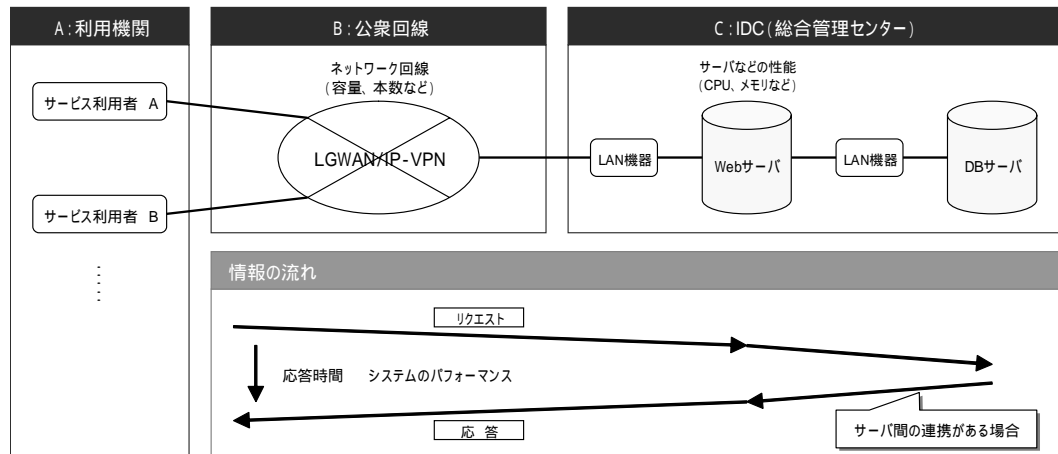 A:利用機関
サービス利用者 A
サービス利用者 B
B:公衆回線
ネットワーク回線
(容量、本数など)
LGWAN/IP-VPN
C:IDC(総合管理センター)
サーバなどの性能
(CPU、メモリなど)
LAN機器
Webサーバ
LAN機器
DBサーバ
情報の流れ
リクエスト
応答時間 システムのパフォーマンス
応 答
サーバ間の連携がある場合